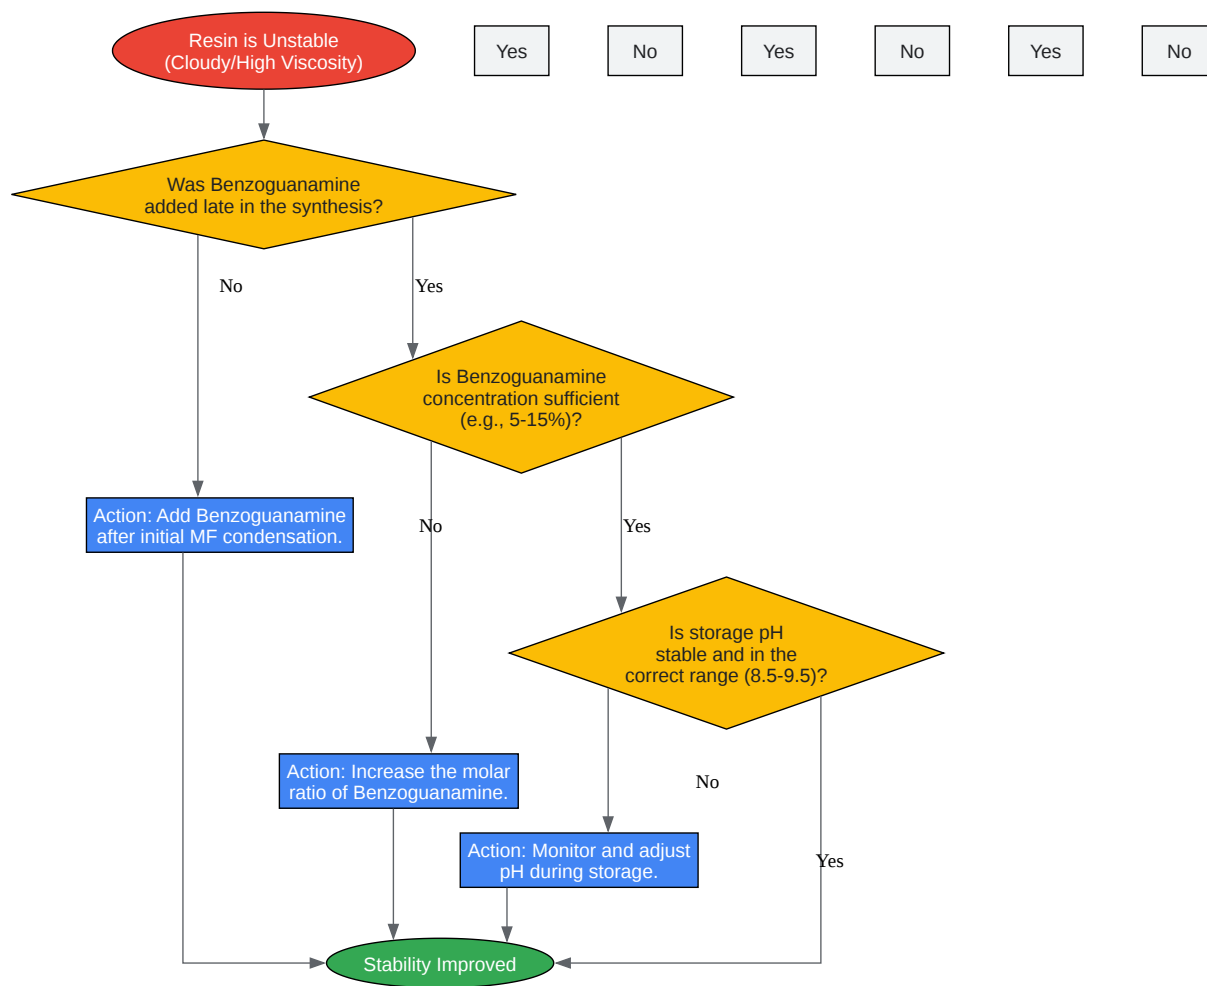 Resin is Unstable
(Cloudy/High Viscosity)
Yes
No
Yes
No
Yes
No
Was Benzoguanamine
added late in the synthesis?
No
Yes
Is Benzoguanamine
concentration sufficient
(e.g., 5-15%)?
Action: Add Benzoguanamine
after initial MF condensation.
No
Yes
Is storage pH
stable and in the
correct range (8.5-9.5)?
Action: Increase the molar
ratio of Benzoguanamine.
No
Action: Monitor and adjust
pH during storage.
Yes
Stability Improved